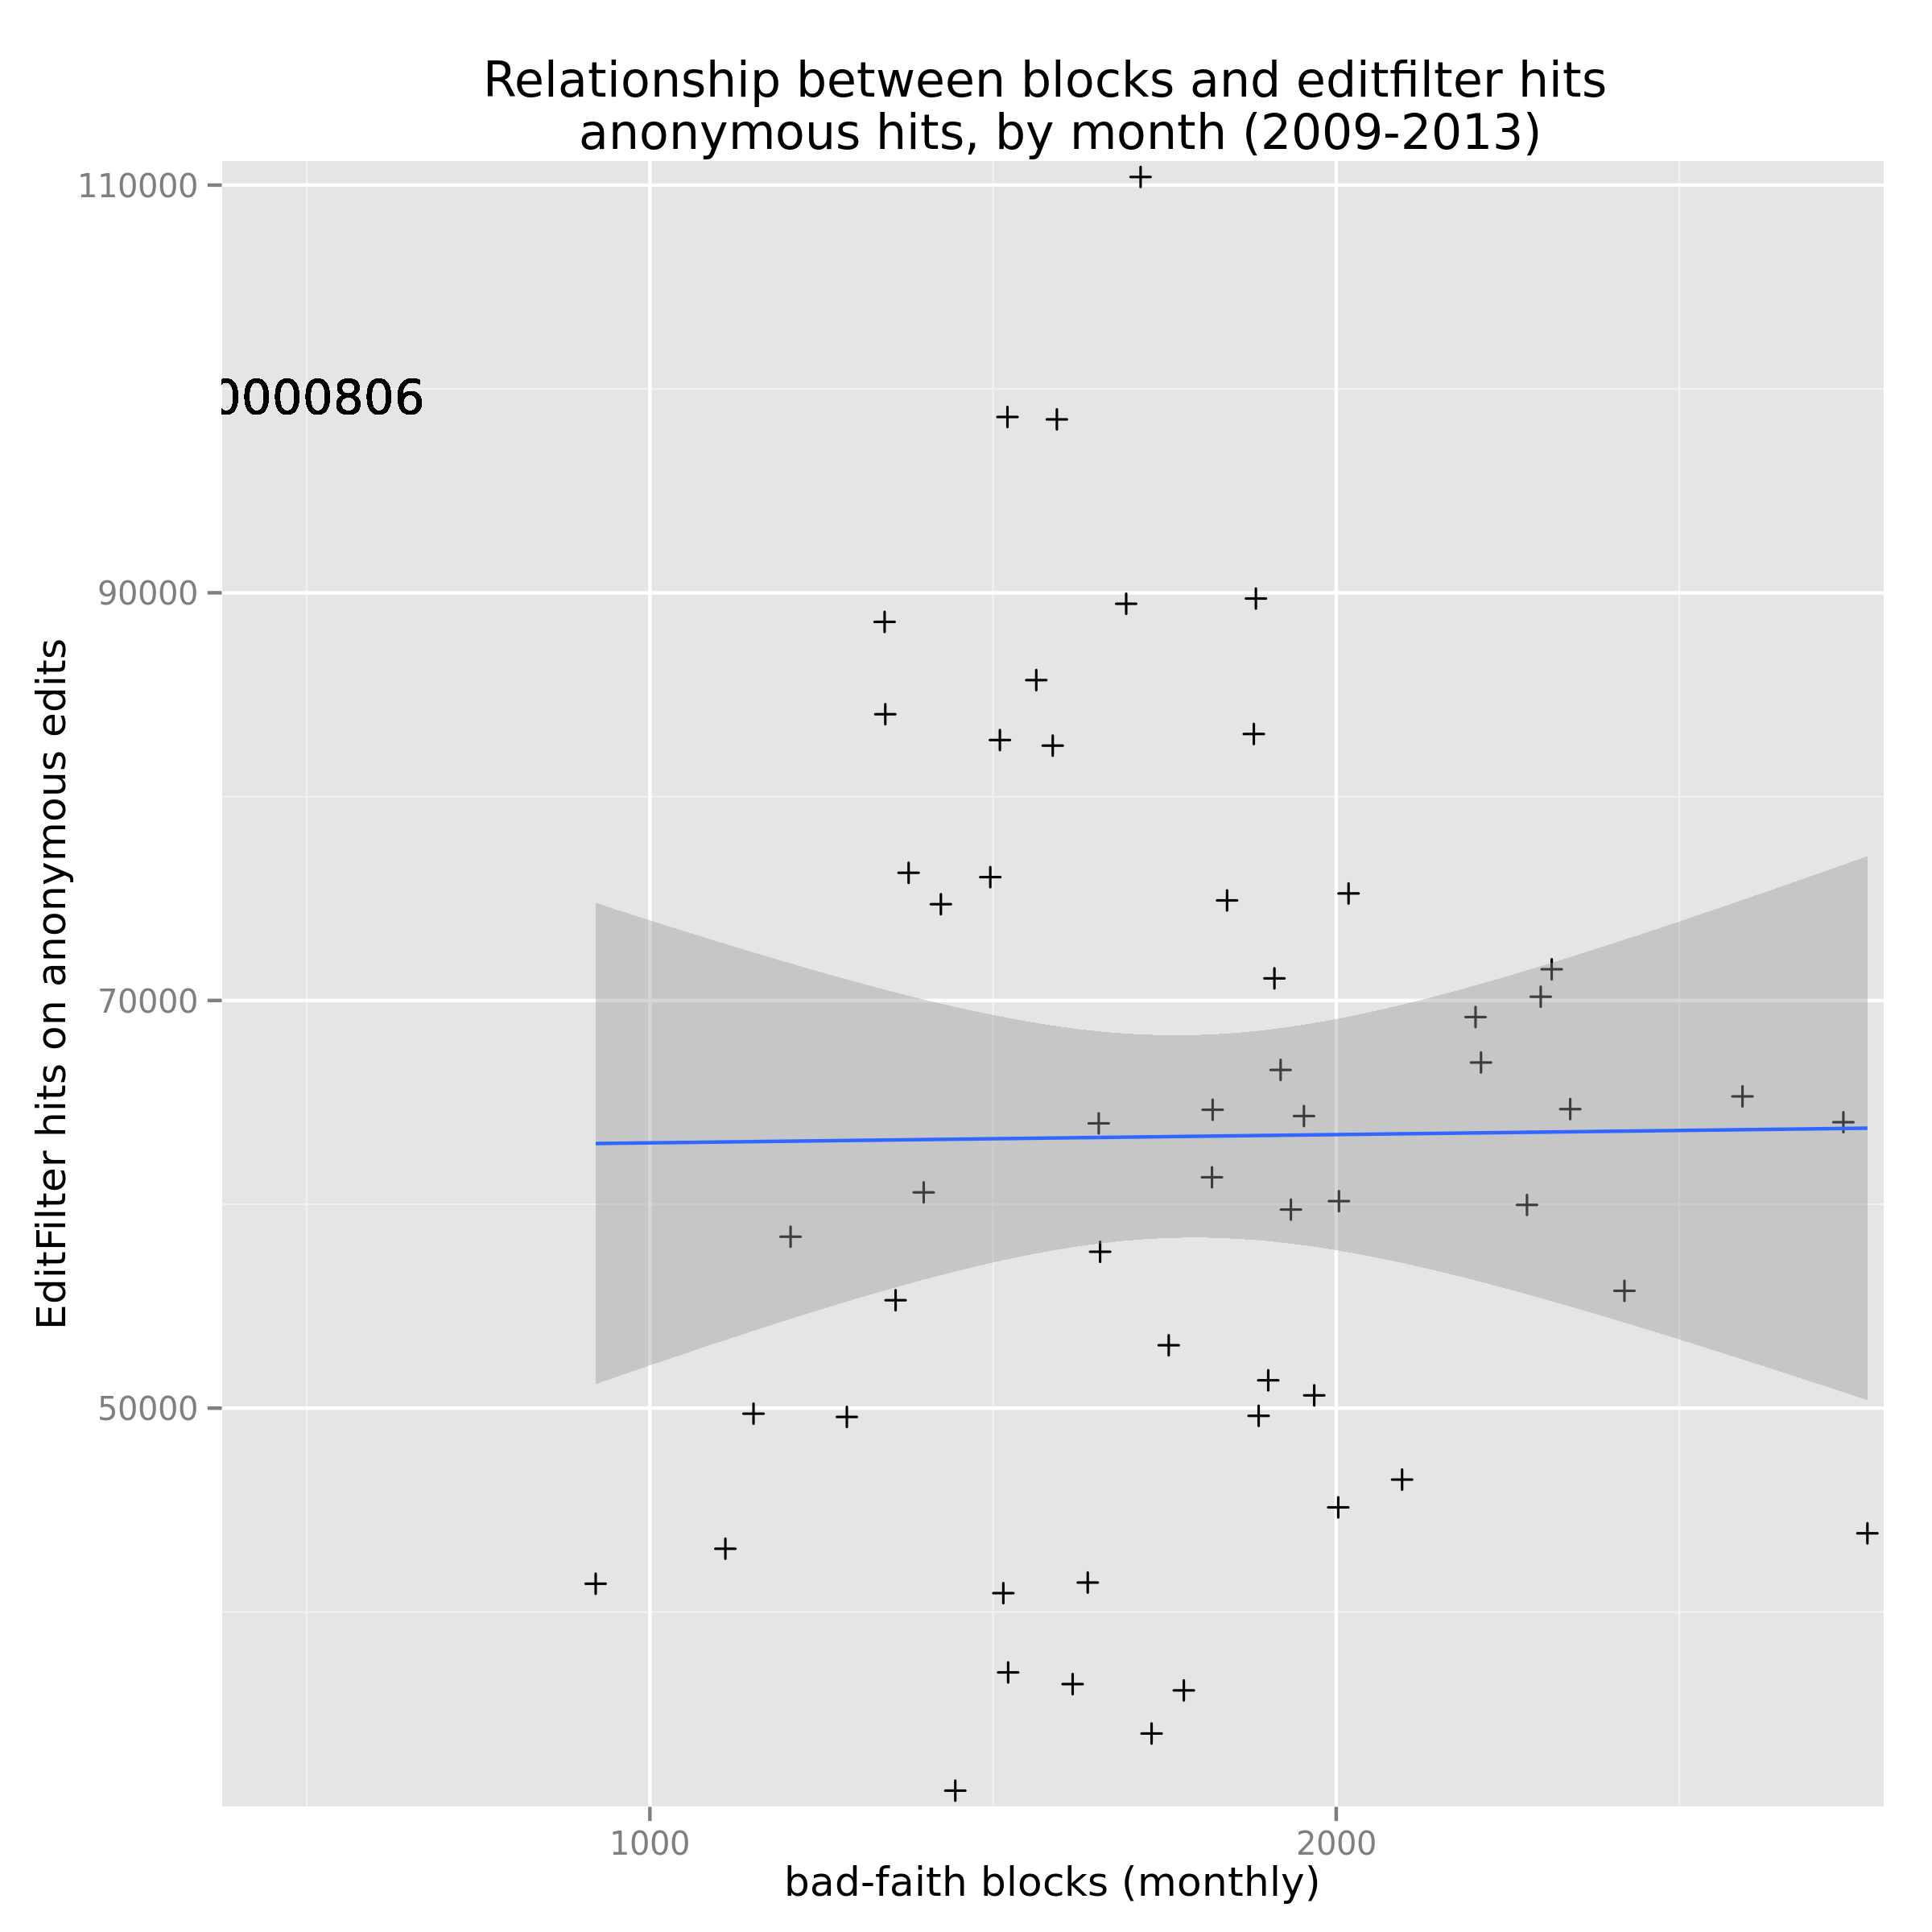 Relationship between blocks and editfilter hits
anonymous hits, by month (2009-2013)
110000
0000806
90000
70000
50000
EditFilter hits on anonymous edits
1000 2000
bad-faith blocks (monthly)